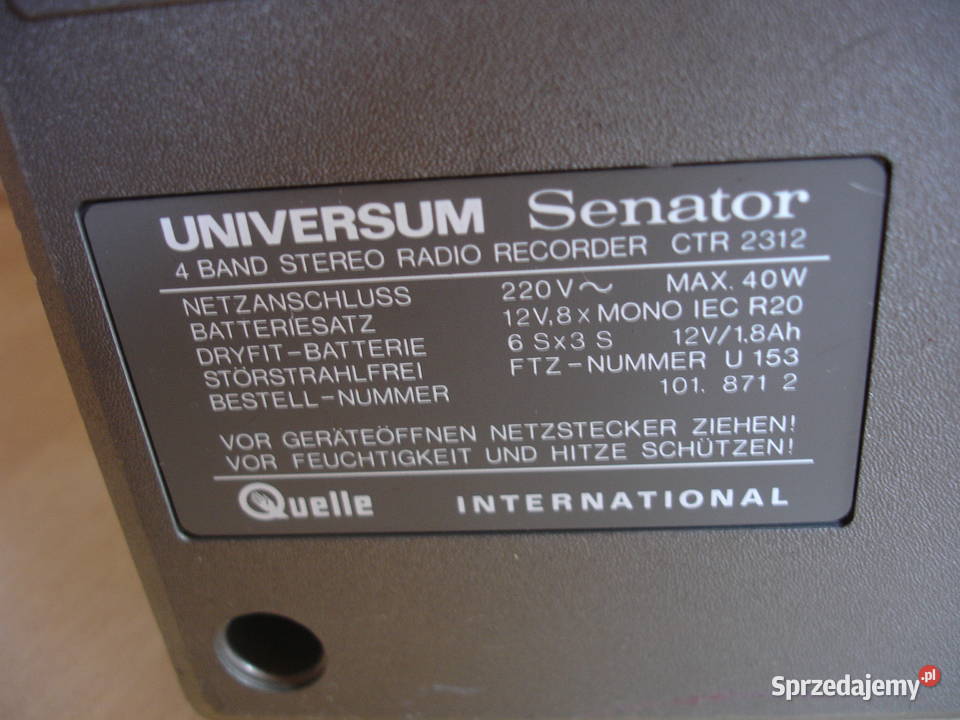 UNIVERSUM Senator
4 BAND STEREO RADIO RECORDER CTR 2312
NETZANSCHLUSS 220V~ MAX. 40W
BATTERIESATZ 12V,8xMONO IEC R20
DRYFIT-BATTERIE 6 Sx3 S 12V/1.8Ah
STÖRSTRAHLFREI FTZ-NUMMER U 153
BESTELL-NUMMER 101. 871 2
VOR GERÄTEÖFFNEN NETZSTECKER ZIEHEN!
VOR FEUCHTIGKEIT UND HITZE SCHÜTZEN!
Quelle INTERNATIONAL
Sprzedajemy.pl